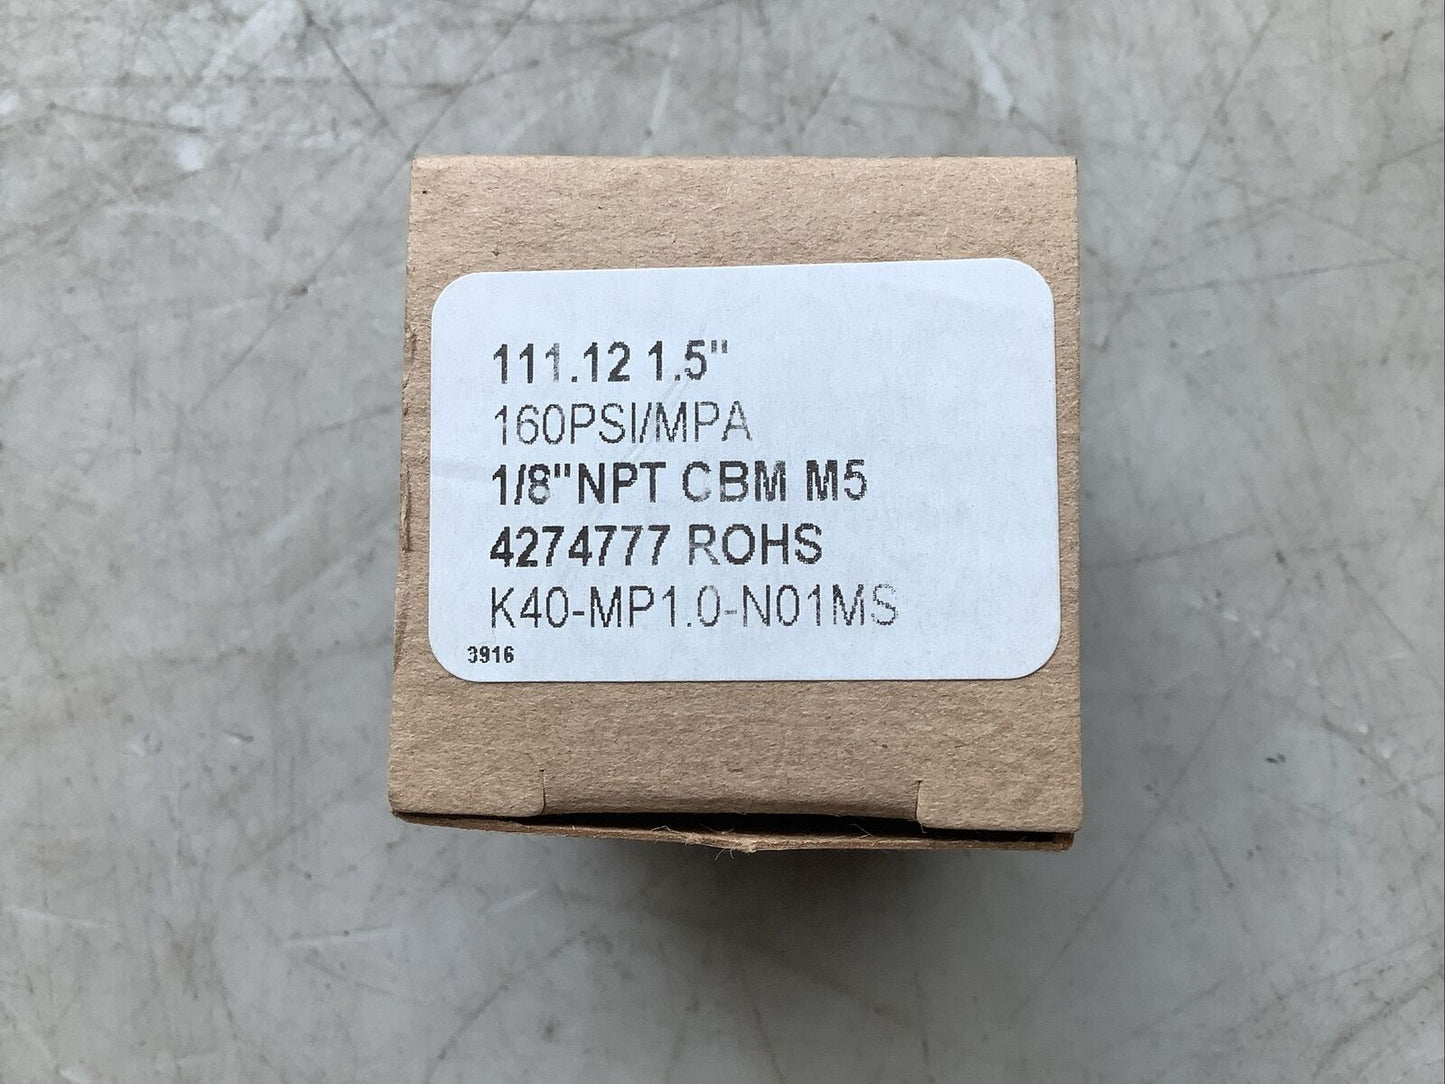 111.12 1.5"
160PSI/MPA
1/8"NPT CBM M5
4274777 ROHS
K40-MP1.0-N01MS
3916